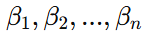 β₁, β₂, ..., βₙ